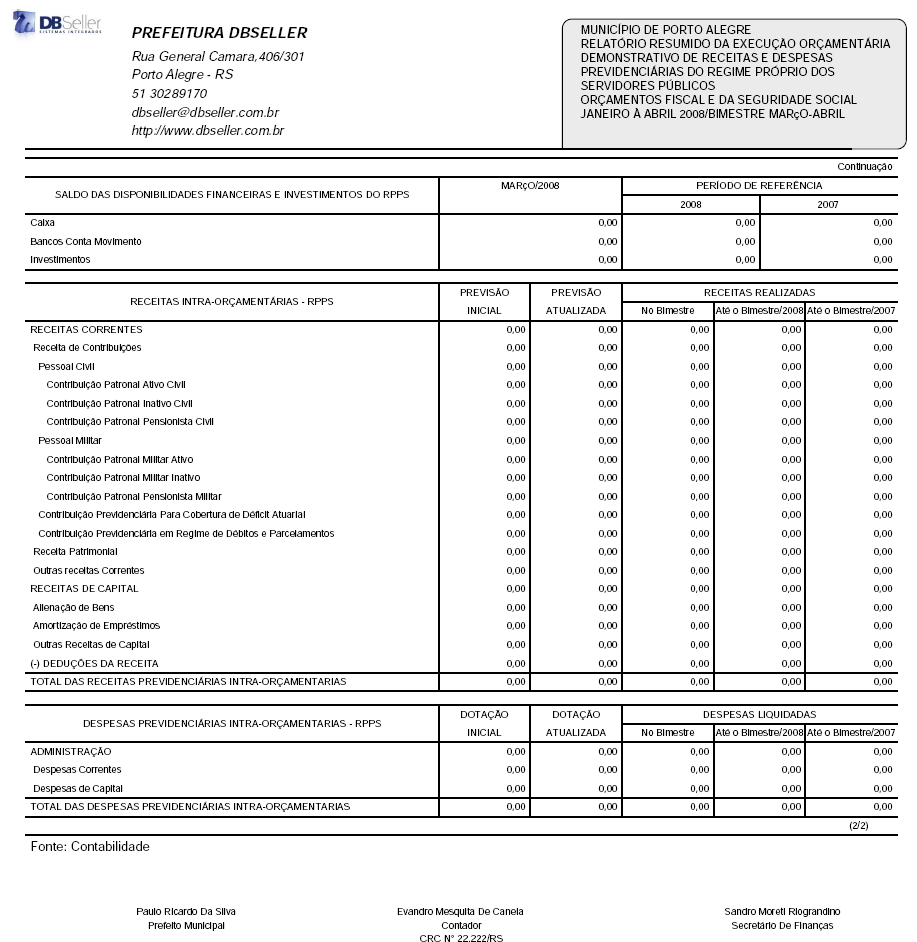 DBSeller
SISTEMAS INTEGRADOS
PREFEITURA DBSELLER
Rua General Camara,406/301
Porto Alegre - RS
51 30289170
dbseller@dbseller.com.br
http://www.dbseller.com.br
MUNICÍPIO DE PORTO ALEGRE
RELATÓRIO RESUMIDO DA EXECUÇÃO ORÇAMENTÁRIA
DEMONSTRATIVO DE RECEITAS E DESPESAS
PREVIDENCIÁRIAS DO REGIME PRÓPRIO DOS
SERVIDORES PÚBLICOS
ORÇAMENTOS FISCAL E DA SEGURIDADE SOCIAL
JANEIRO À ABRIL 2008/BIMESTRE MARçO-ABRIL
Continuação
SALDO DAS DISPONIBILIDADES FINANCEIRAS E INVESTIMENTOS DO RPPS MARçO/2008 PERÍODO DE REFERÊNCIA
2008 2007
Caixa 0,00 0,00 0,00
Bancos Conta Movimento 0,00 0,00 0,00
Investimentos 0,00 0,00 0,00
RECEITAS INTRA-ORÇAMENTÁRIAS - RPPS PREVISÃO PREVISÃO RECEITAS REALIZADAS
INICIAL ATUALIZADA No Bimestre Até o Bimestre/2008 Até o Bimestre/2007
RECEITAS CORRENTES 0,00 0,00 0,00 0,00 0,00
Receita de Contribuições 0,00 0,00 0,00 0,00 0,00
Pessoal Civil 0,00 0,00 0,00 0,00 0,00
Contribuição Patronal Ativo Civil 0,00 0,00 0,00 0,00 0,00
Contribuição Patronal Inativo Civil 0,00 0,00 0,00 0,00 0,00
Contribuição Patronal Pensionista Civil 0,00 0,00 0,00 0,00 0,00
Pessoal Militar 0,00 0,00 0,00 0,00 0,00
Contribuição Patronal Militar Ativo 0,00 0,00 0,00 0,00 0,00
Contribuição Patronal Militar Inativo 0,00 0,00 0,00 0,00 0,00
Contribuição Patronal Pensionista Militar 0,00 0,00 0,00 0,00 0,00
Contribuição Previdenciária Para Cobertura de Déficit Atuarial 0,00 0,00 0,00 0,00 0,00
Contribuição Previdenciária em Regime de Débitos e Parcelamentos 0,00 0,00 0,00 0,00 0,00
Receita Patrimonial 0,00 0,00 0,00 0,00 0,00
Outras receitas Correntes 0,00 0,00 0,00 0,00 0,00
RECEITAS DE CAPITAL 0,00 0,00 0,00 0,00 0,00
Alienação de Bens 0,00 0,00 0,00 0,00 0,00
Amortização de Empréstimos 0,00 0,00 0,00 0,00 0,00
Outras Receitas de Capital 0,00 0,00 0,00 0,00 0,00
(-) DEDUÇÕES DA RECEITA 0,00 0,00 0,00 0,00 0,00
TOTAL DAS RECEITAS PREVIDENCIÁRIAS INTRA-ORÇAMENTARIAS 0,00 0,00 0,00 0,00 0,00
DESPESAS PREVIDENCIÁRIAS INTRA-ORÇAMENTARIAS - RPPS DOTAÇÃO DOTAÇÃO DESPESAS LIQUIDADAS
INICIAL ATUALIZADA No Bimestre Até o Bimestre/2008 Até o Bimestre/2007
ADMINISTRAÇÃO 0,00 0,00 0,00 0,00 0,00
Despesas Correntes 0,00 0,00 0,00 0,00 0,00
Despesas de Capital 0,00 0,00 0,00 0,00 0,00
TOTAL DAS DESPESAS PREVIDENCIÁRIAS INTRA-ORÇAMENTARIAS 0,00 0,00 0,00 0,00 0,00
(2/2)
Fonte: Contabilidade
Paulo Ricardo Da Silva Evandro Mesquita De Canela Sandro Moreti Riograndino
Prefeito Municipal Contador Secretário De Finanças
CRC N° 22.222/RS